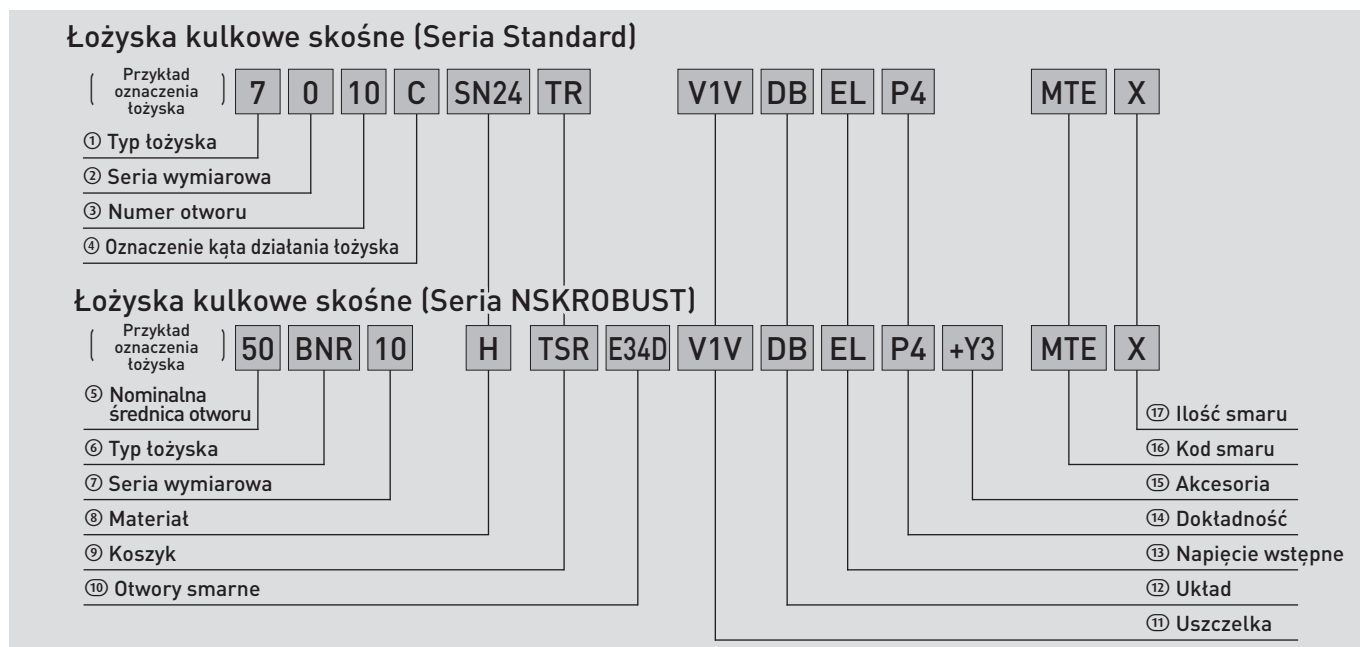 Łożyska kulkowe skośne (Seria Standard)
( Przykład
oznaczenia
łożyska )
7 0 10 C SN24 TR V1V DB EL P4 MTE X
① Typ łożyska
② Seria wymiarowa
③ Numer otworu
④ Oznaczenie kąta działania łożyska
Łożyska kulkowe skośne (Seria NSKROBUST)
( Przykład
oznaczenia
łożyska )
50 BNR 10 H TSR E34D V1V DB EL P4 +Y3 MTE X
⑤ Nominalna
średnica otworu
⑥ Typ łożyska
⑦ Seria wymiarowa
⑧ Materiał
⑨ Koszyk
⑩ Otwory smarne
⑰ Ilość smaru
⑯ Kod smaru
⑮ Akcesoria
⑭ Dokładność
⑬ Napięcie wstępne
⑫ Układ
⑪ Uszczelka